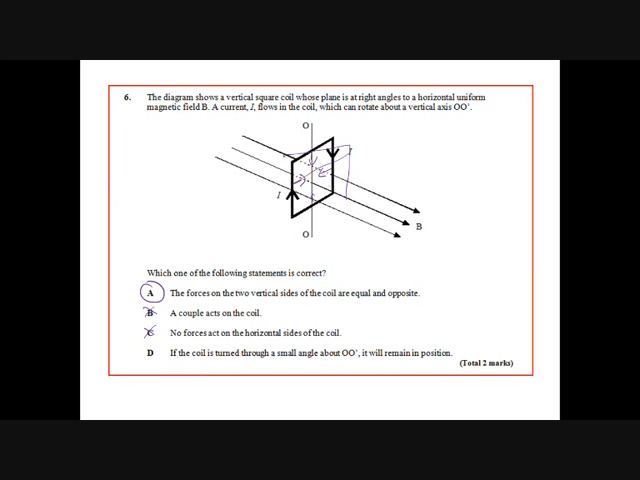 6. The diagram shows a vertical square coil whose plane is at right angles to a horizontal uniform
magnetic field B. A current, I, flows in the coil, which can rotate about a vertical axis OO'.
O
I
I
B
O
Which one of the following statements is correct?
A The forces on the two vertical sides of the coil are equal and opposite.
B A couple acts on the coil.
C No forces act on the horizontal sides of the coil.
D If the coil is turned through a small angle about OO', it will remain in position.
(Total 2 marks)